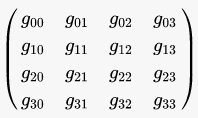 g₀₀ g₀₁ g₀₂ g₀₃
g₁₀ g₁₁ g₁₂ g₁₃
g₂₀ g₂₁ g₂₂ g₂₃
g₃₀ g₃₁ g₃₂ g₃₃